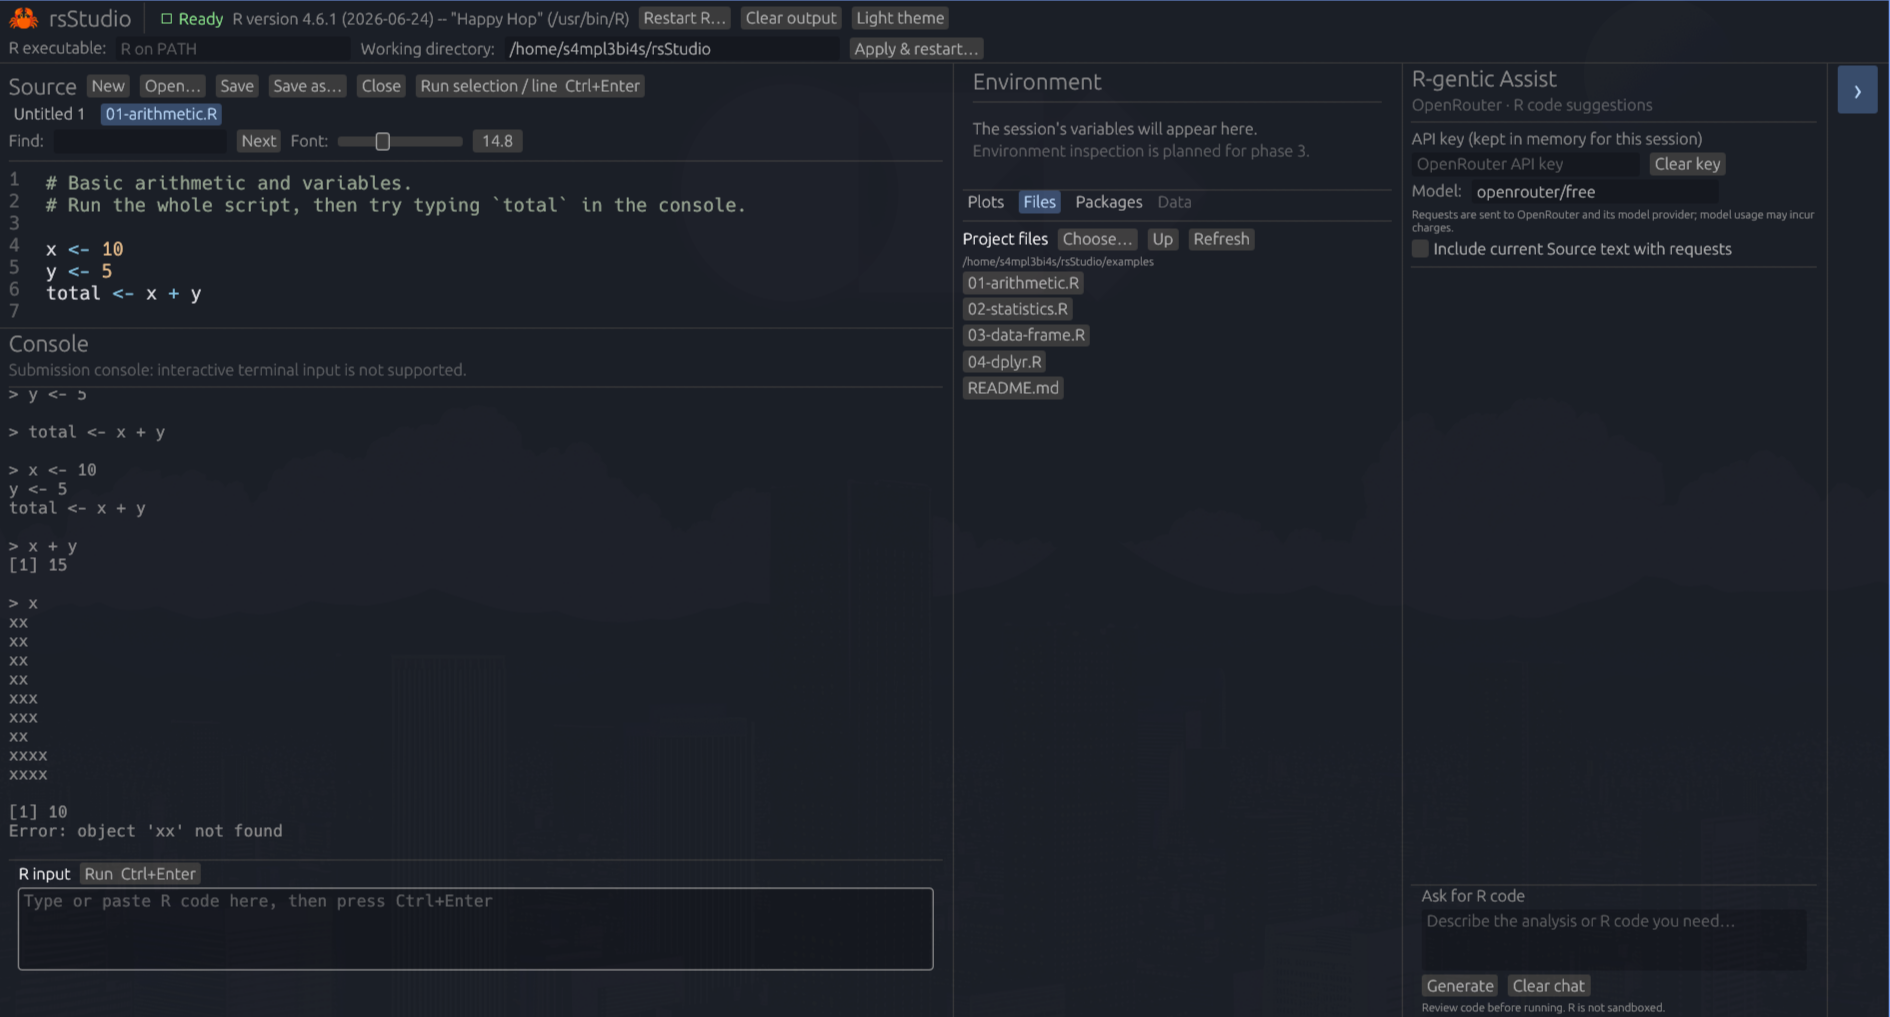 rsStudio
Ready R version 4.6.1 (2026-06-24) -- "Happy Hop" (/usr/bin/R) Restart R... Clear output Light theme
R executable: R on PATH Working directory: /home/s4mpl3bi4s/rsStudio Apply & restart...
Source New Open... Save Save as... Close Run selection / line Ctrl+Enter
Untitled 1 01-arithmetic.R
Find: Next Font: 14.8
1 # Basic arithmetic and variables.
2 # Run the whole script, then try typing `total` in the console.
3
4 x <- 10
5 y <- 5
6 total <- x + y
7
Console
Submission console: interactive terminal input is not supported.
> y <- 5
> total <- x + y
> x <- 10
y <- 5
total <- x + y
> x + y
[1] 15
> x
xx
xx
xx
xx
xxx
xxx
xx
xxxx
xxxx
[1] 10
Error: object 'xx' not found
R input Run Ctrl+Enter
Type or paste R code here, then press Ctrl+Enter
Environment
The session's variables will appear here.
Environment inspection is planned for phase 3.
Plots Files Packages Data
Project files Choose... Up Refresh
/home/s4mpl3bi4s/rsStudio/examples
01-arithmetic.R
02-statistics.R
03-data-frame.R
04-dplyr.R
README.md
R-gentic Assist
OpenRouter · R code suggestions
API key (kept in memory for this session)
OpenRouter API key Clear key
Model: openrouter/free
Requests are sent to OpenRouter and its model provider; model usage may incur
charges.
Include current Source text with requests
Ask for R code
Describe the analysis or R code you need...
Generate Clear chat
Review code before running. R is not sandboxed.